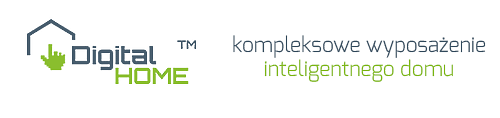 Digital ™
HOME
kompleksowe wyposażenie
inteligentnego domu